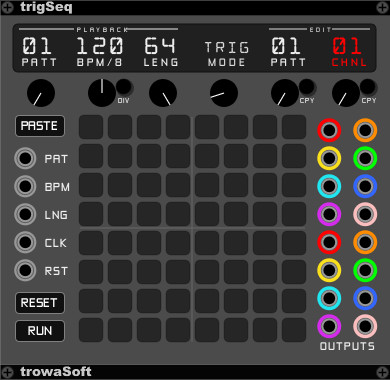 trigSeq
PLAYBACK EDIT
01 120 64 TRIG 01 01
PATT BPM/8 LENG MODE PATT CHNL
DIV CPY CPY
PASTE
PAT
BPM
LNG
CLK
RST
RESET
RUN
OUTPUTS
trowaSoft